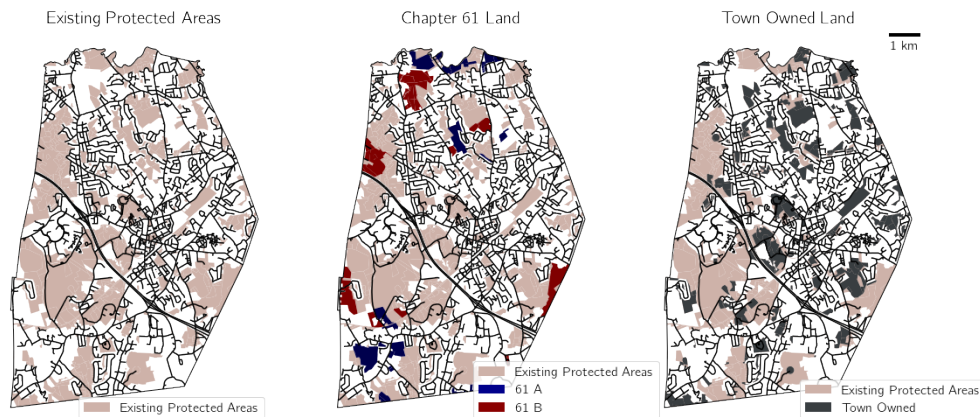 Existing Protected Areas
Chapter 61 Land
Town Owned Land
1 km
Existing Protected Areas
Existing Protected Areas
61 A
61 B
Existing Protected Areas
Town Owned